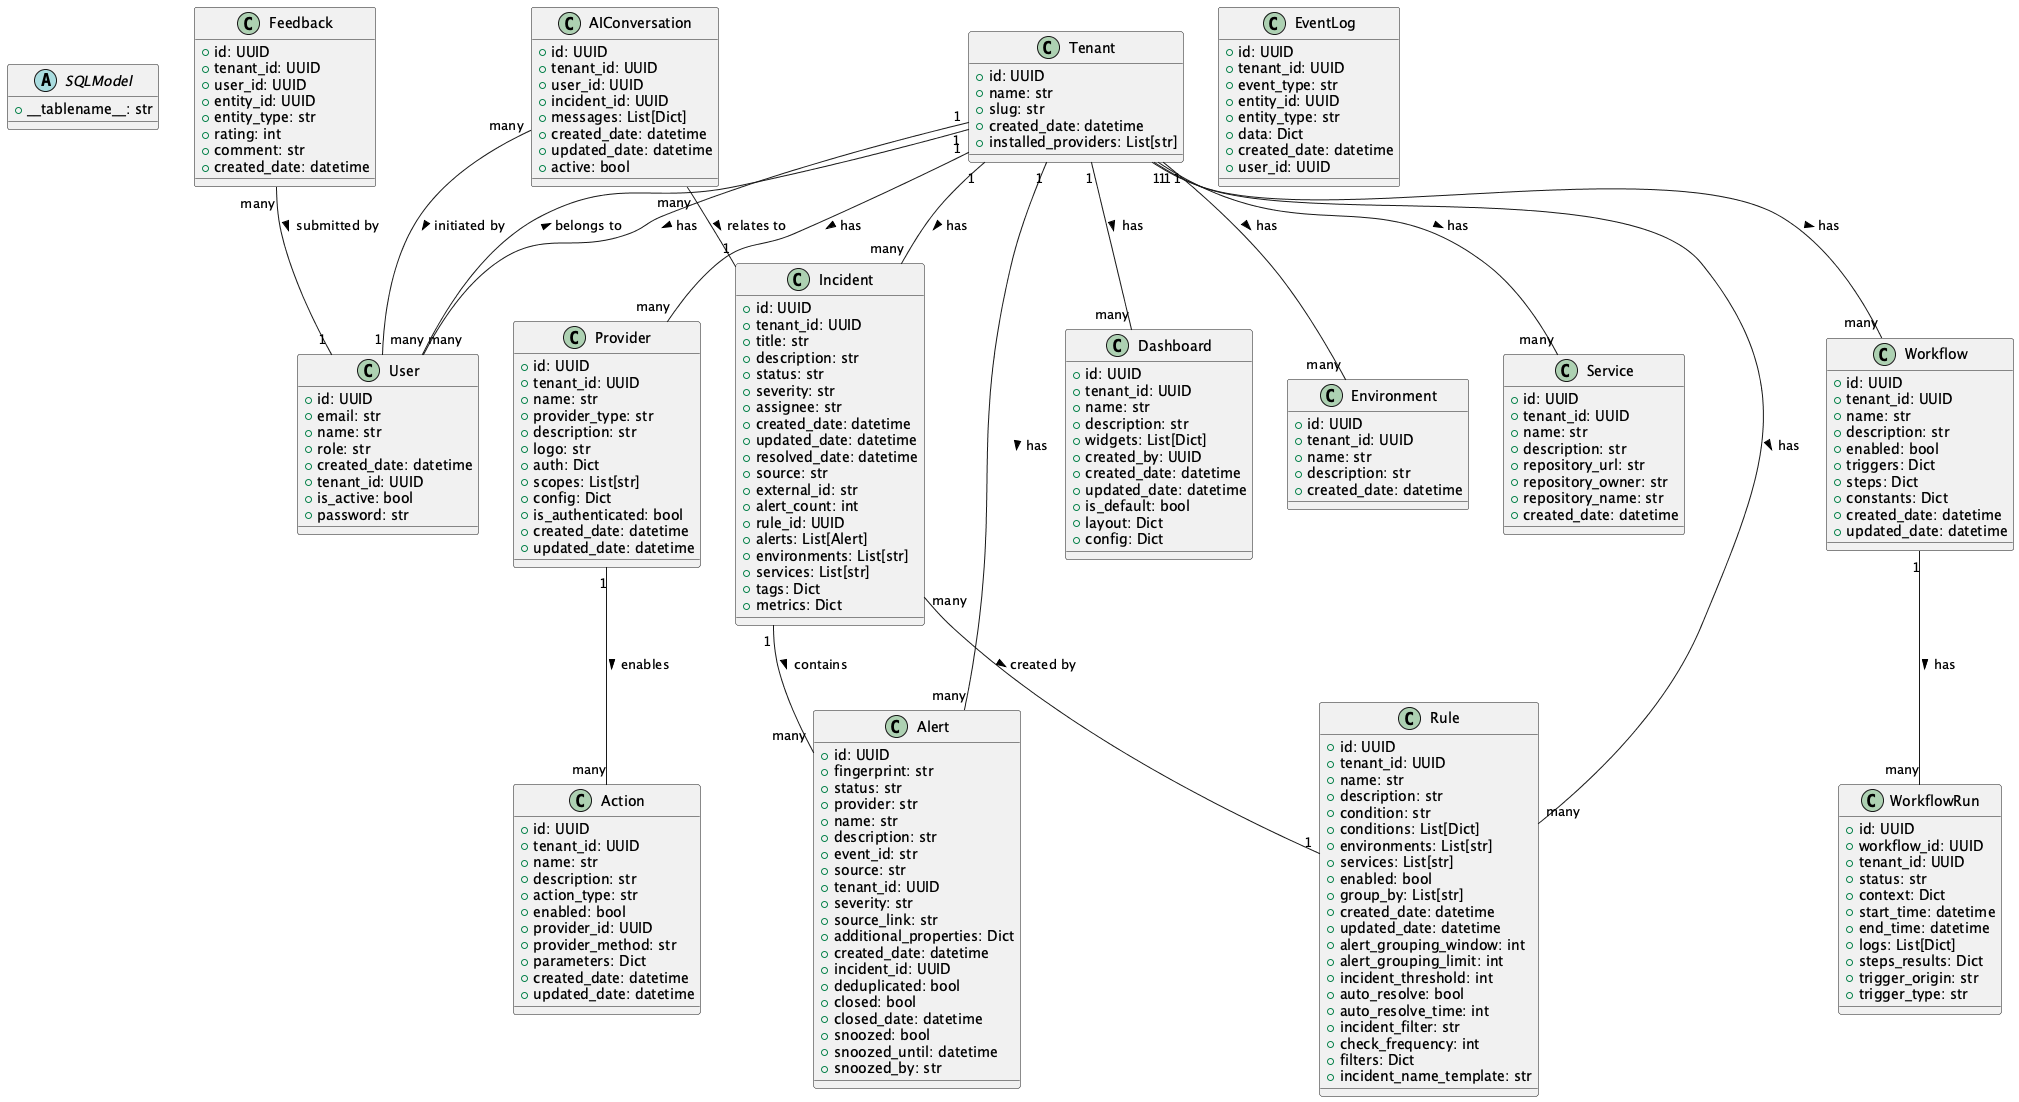 A SQLModel
__tablename__: str
C Feedback
id: UUID
tenant_id: UUID
user_id: UUID
entity_id: UUID
entity_type: str
rating: int
comment: str
created_date: datetime
C AIConversation
id: UUID
tenant_id: UUID
user_id: UUID
incident_id: UUID
messages: List[Dict]
created_date: datetime
updated_date: datetime
active: bool
C Tenant
id: UUID
name: str
slug: str
created_date: datetime
installed_providers: List[str]
C EventLog
id: UUID
tenant_id: UUID
event_type: str
entity_id: UUID
entity_type: str
data: Dict
created_date: datetime
user_id: UUID
many
1
1
1
many
many
1
1
1
1
1
1
1
submitted by
initiated by
belongs to
has
relates to
has
has
has
has
has
has
1
many
many
many
many
many
many
1
1
many
many
C User
id: UUID
email: str
name: str
role: str
created_date: datetime
tenant_id: UUID
is_active: bool
password: str
C Provider
id: UUID
tenant_id: UUID
name: str
provider_type: str
description: str
logo: str
auth: Dict
scopes: List[str]
config: Dict
is_authenticated: bool
created_date: datetime
updated_date: datetime
C Incident
id: UUID
tenant_id: UUID
title: str
description: str
status: str
severity: str
assignee: str
created_date: datetime
updated_date: datetime
resolved_date: datetime
source: str
external_id: str
alert_count: int
rule_id: UUID
alerts: List[Alert]
environments: List[str]
services: List[str]
tags: Dict
metrics: Dict
C Dashboard
id: UUID
tenant_id: UUID
name: str
description: str
widgets: List[Dict]
created_by: UUID
created_date: datetime
updated_date: datetime
is_default: bool
layout: Dict
config: Dict
C Environment
id: UUID
tenant_id: UUID
name: str
description: str
created_date: datetime
C Service
id: UUID
tenant_id: UUID
name: str
description: str
repository_url: str
repository_owner: str
repository_name: str
created_date: datetime
C Workflow
id: UUID
tenant_id: UUID
name: str
description: str
enabled: bool
triggers: Dict
steps: Dict
constants: Dict
created_date: datetime
updated_date: datetime
has
has
1
1
many
1
enables
contains
created by
has
many
many
many
1
many
many
C Action
id: UUID
tenant_id: UUID
name: str
description: str
action_type: str
enabled: bool
provider_id: UUID
provider_method: str
parameters: Dict
created_date: datetime
updated_date: datetime
C Alert
id: UUID
fingerprint: str
status: str
provider: str
name: str
description: str
event_id: str
source: str
tenant_id: UUID
severity: str
source_link: str
additional_properties: Dict
created_date: datetime
incident_id: UUID
deduplicated: bool
closed: bool
closed_date: datetime
snoozed: bool
snoozed_until: datetime
snoozed_by: str
C Rule
id: UUID
tenant_id: UUID
name: str
description: str
condition: str
conditions: List[Dict]
environments: List[str]
services: List[str]
enabled: bool
group_by: List[str]
created_date: datetime
updated_date: datetime
alert_grouping_window: int
alert_grouping_limit: int
incident_threshold: int
auto_resolve: bool
auto_resolve_time: int
incident_filter: str
check_frequency: int
filters: Dict
incident_name_template: str
C WorkflowRun
id: UUID
workflow_id: UUID
tenant_id: UUID
status: str
context: Dict
start_time: datetime
end_time: datetime
logs: List[Dict]
steps_results: Dict
trigger_origin: str
trigger_type: str